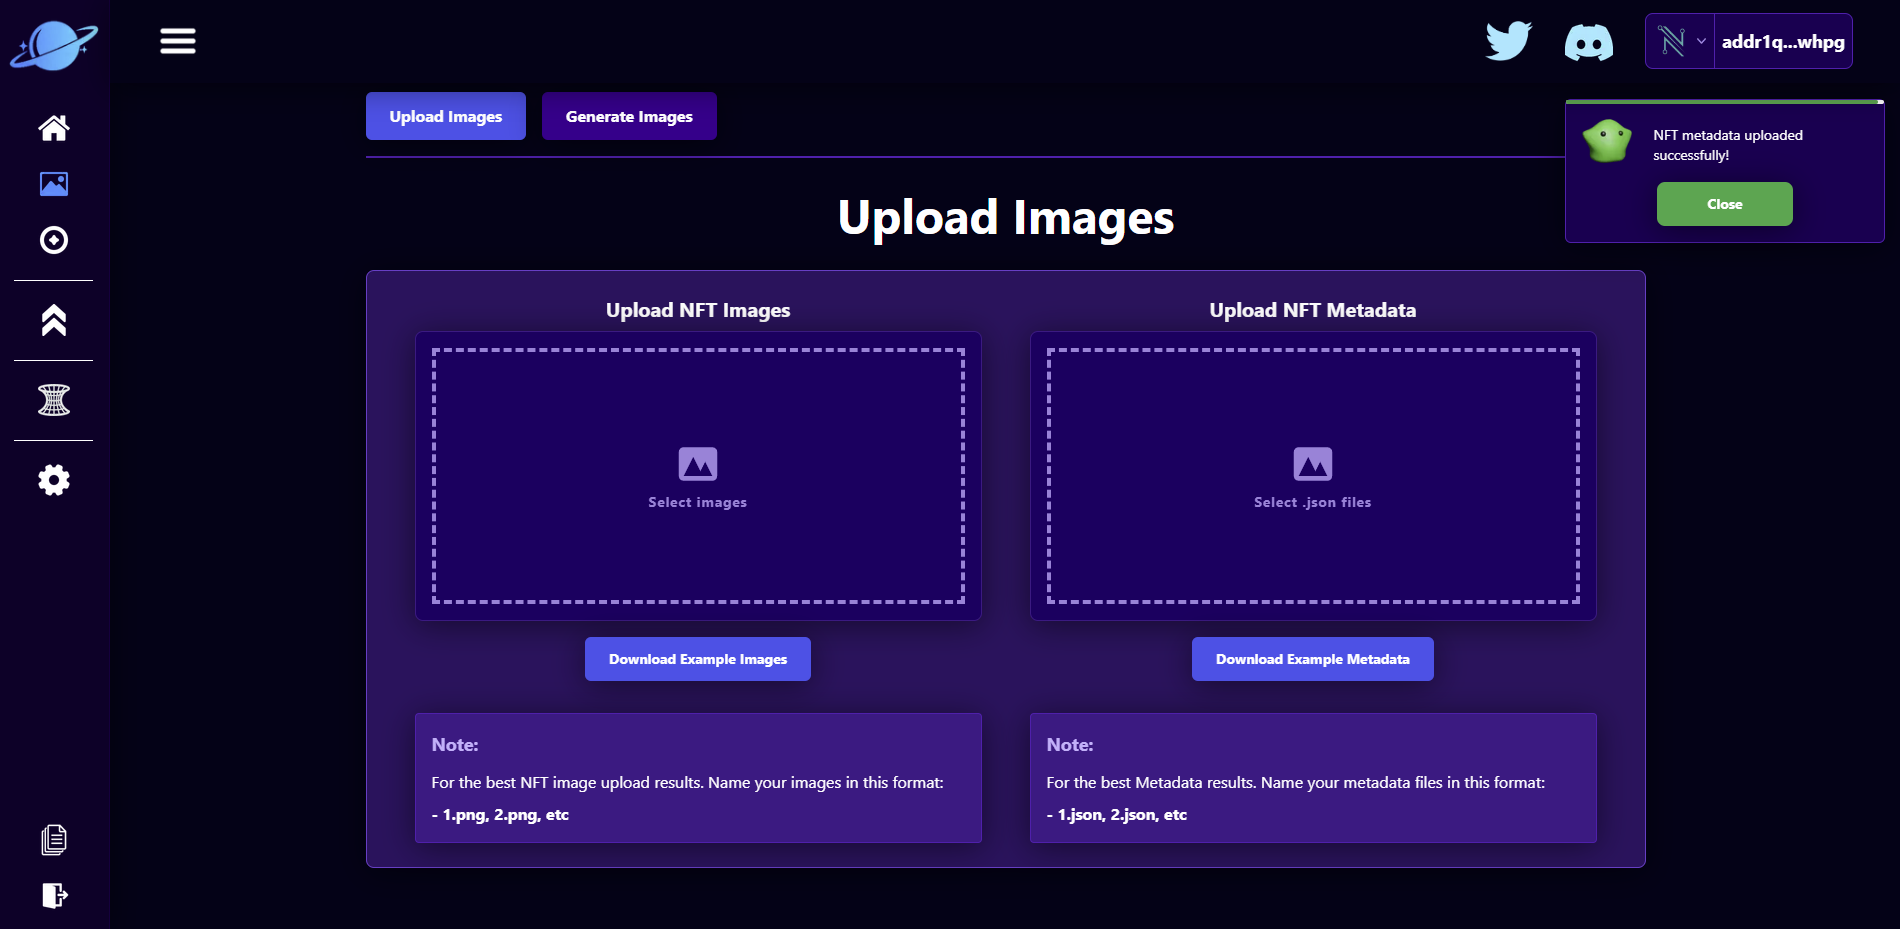 addr1q...whpg
Upload Images
Generate Images
NFT metadata uploaded
successfully!
Close
Upload Images
Upload NFT Images
Select images
Download Example Images
Note:
For the best NFT image upload results. Name your images in this format:
- 1.png, 2.png, etc
Upload NFT Metadata
Select .json files
Download Example Metadata
Note:
For the best Metadata results. Name your metadata files in this format:
- 1.json, 2.json, etc